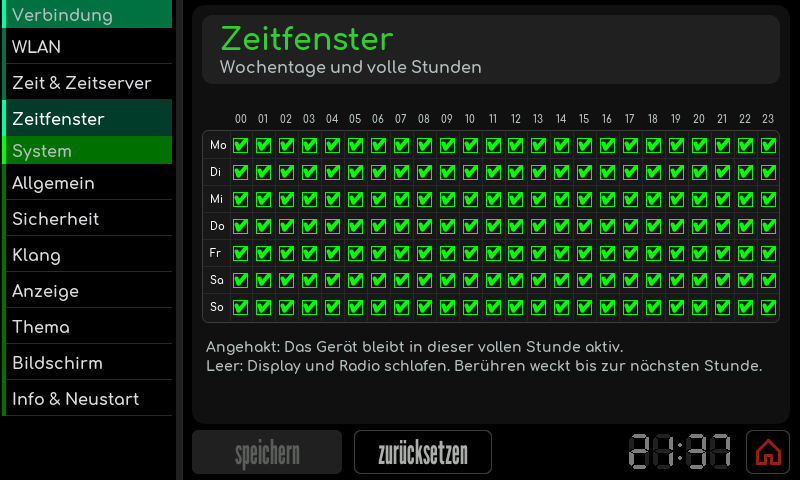 Verbindung
WLAN
Zeit & Zeitserver
Zeitfenster
System
Allgemein
Sicherheit
Klang
Anzeige
Thema
Bildschirm
Info & Neustart
Zeitfenster
Wochentage und volle Stunden
00 01 02 03 04 05 06 07 08 09 10 11 12 13 14 15 16 17 18 19 20 21 22 23
Mo
Di
Mi
Do
Fr
Sa
So
Angehakt: Das Gerät bleibt in dieser vollen Stunde aktiv.
Leer: Display und Radio schlafen. Berühren weckt bis zur nächsten Stunde.
speichern
zurücksetzen
21:37